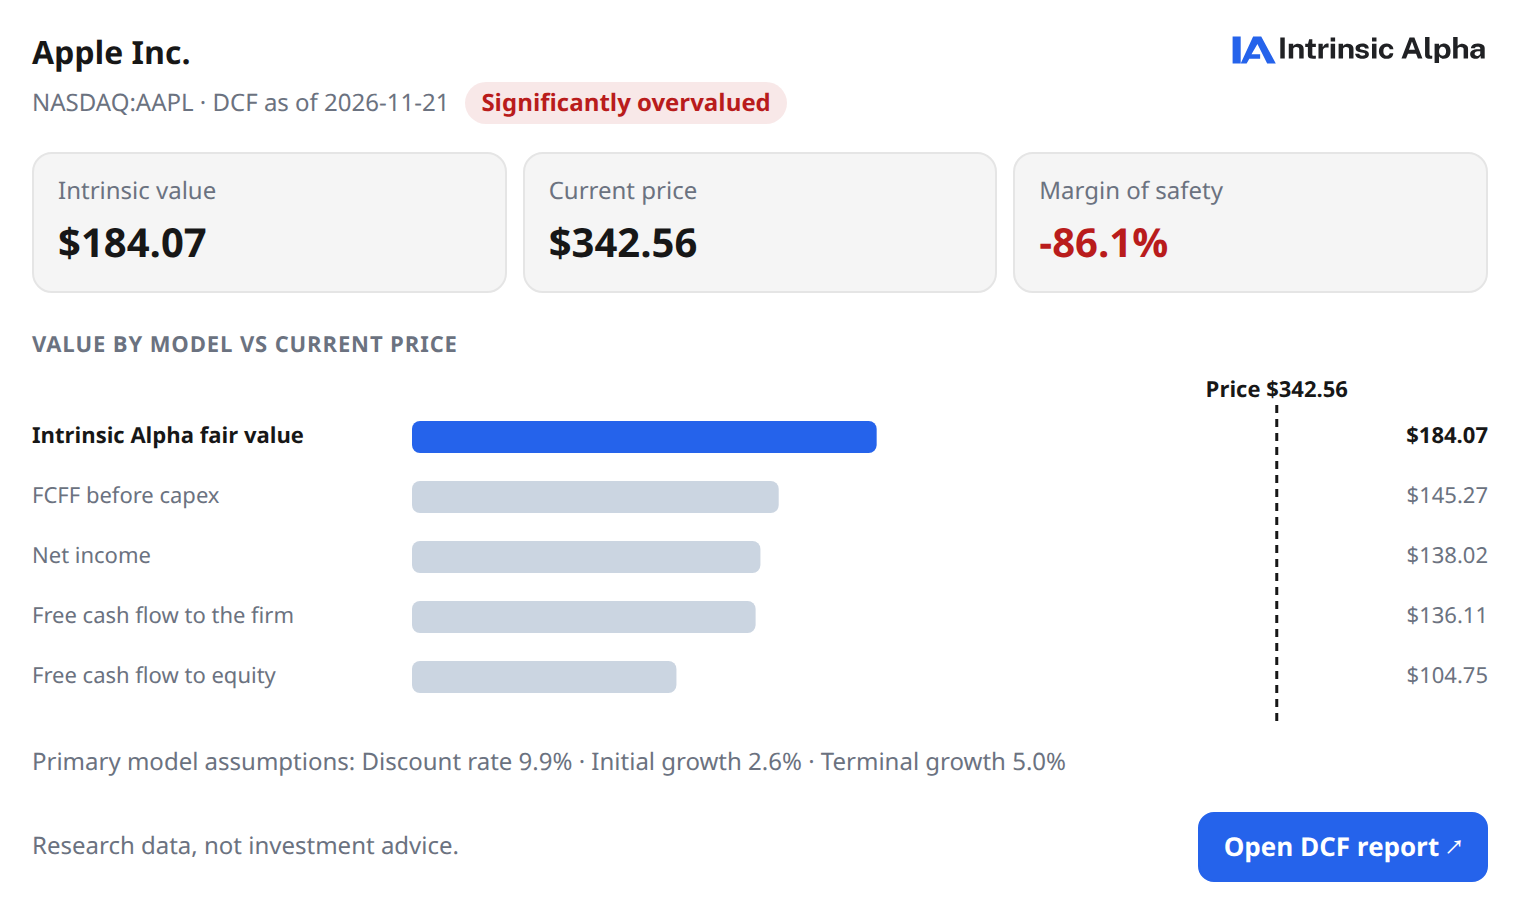 Apple Inc.
IA Intrinsic Alpha
NASDAQ:AAPL · DCF as of 2026-11-21 Significantly overvalued
Intrinsic value
$184.07
Current price
$342.56
Margin of safety
-86.1%
VALUE BY MODEL VS CURRENT PRICE
Price $342.56
Intrinsic Alpha fair value $184.07
FCFF before capex $145.27
Net income $138.02
Free cash flow to the firm $136.11
Free cash flow to equity $104.75
Primary model assumptions: Discount rate 9.9% · Initial growth 2.6% · Terminal growth 5.0%
Research data, not investment advice.
Open DCF report ↗